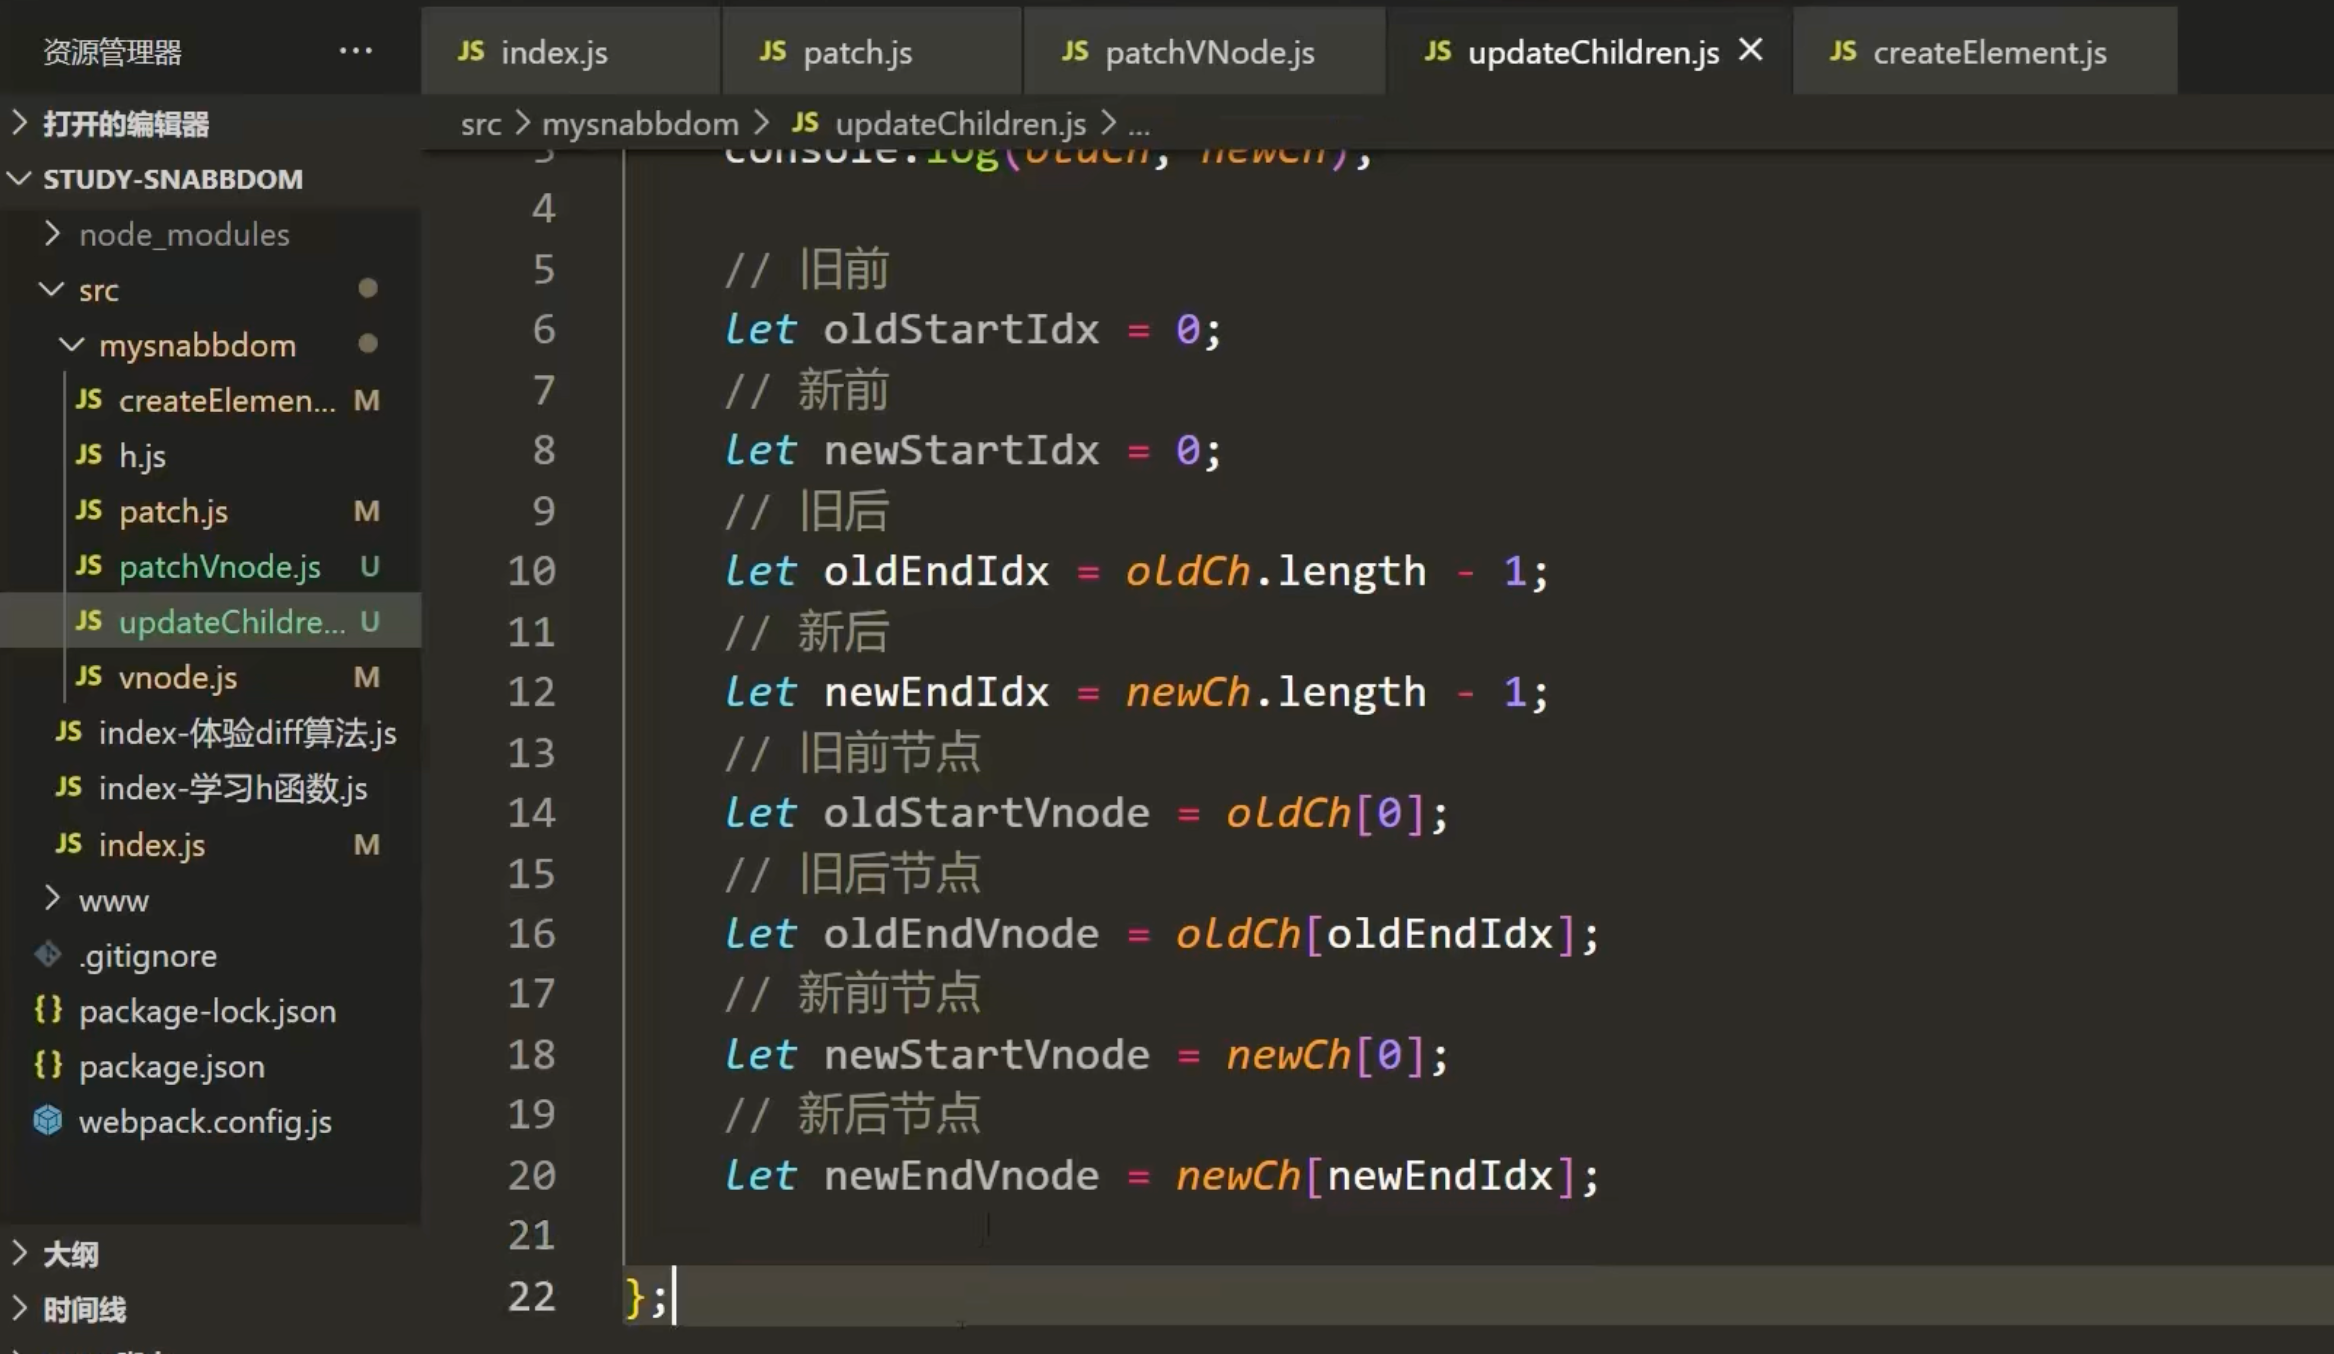 资源管理器 ...
JS index.js JS patch.js JS patchVNode.js JS updateChildren.js × JS createElement.js
打开的编辑器
STUDY-SNABBDOM
node_modules
src
mysnabbdom
JS createElemen... M
JS h.js
JS patch.js M
JS patchVnode.js U
JS updateChildre... U
JS vnode.js M
JS index-体验diff算法.js
JS index-学习h函数.js
JS index.js M
www
.gitignore
{} package-lock.json
{} package.json
webpack.config.js
大纲
时间线
src > mysnabbdom > JS updateChildren.js > ...
3 console.log(oldCh, newCh);
4
5 // 旧前
6 let oldStartIdx = 0;
7 // 新前
8 let newStartIdx = 0;
9 // 旧后
10 let oldEndIdx = oldCh.length - 1;
11 // 新后
12 let newEndIdx = newCh.length - 1;
13 // 旧前节点
14 let oldStartVnode = oldCh[0];
15 // 旧后节点
16 let oldEndVnode = oldCh[oldEndIdx];
17 // 新前节点
18 let newStartVnode = newCh[0];
19 // 新后节点
20 let newEndVnode = newCh[newEndIdx];
21
22 };